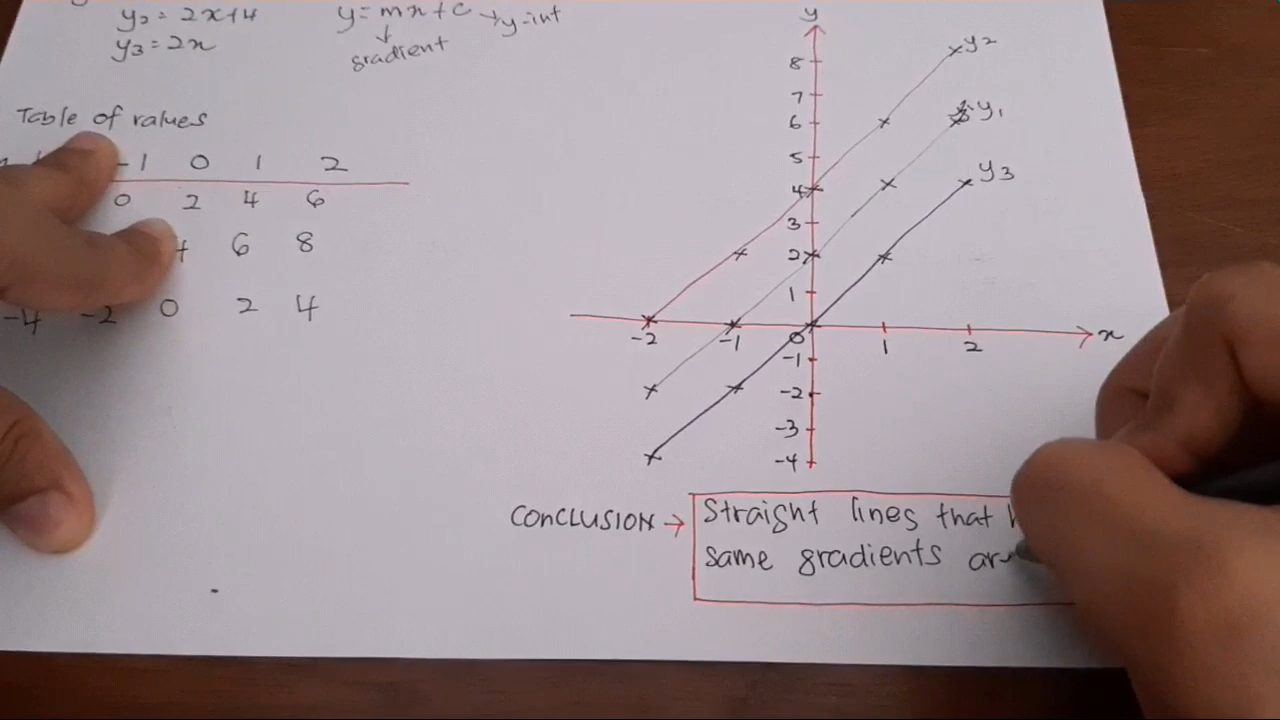 y2 = 2x+4
y3 = 2x
y = mx + c → y-int
gradient
Table of values
-1 0 1 2
0 2 4 6
6 8
-4 -2 0 2 4
y
8
7
6
5
4
3
2
1
0
-1
-2
-3
-4
-2 -1 1 2
x
y2
y1
y3
CONCLUSION → Straight lines that
same gradients